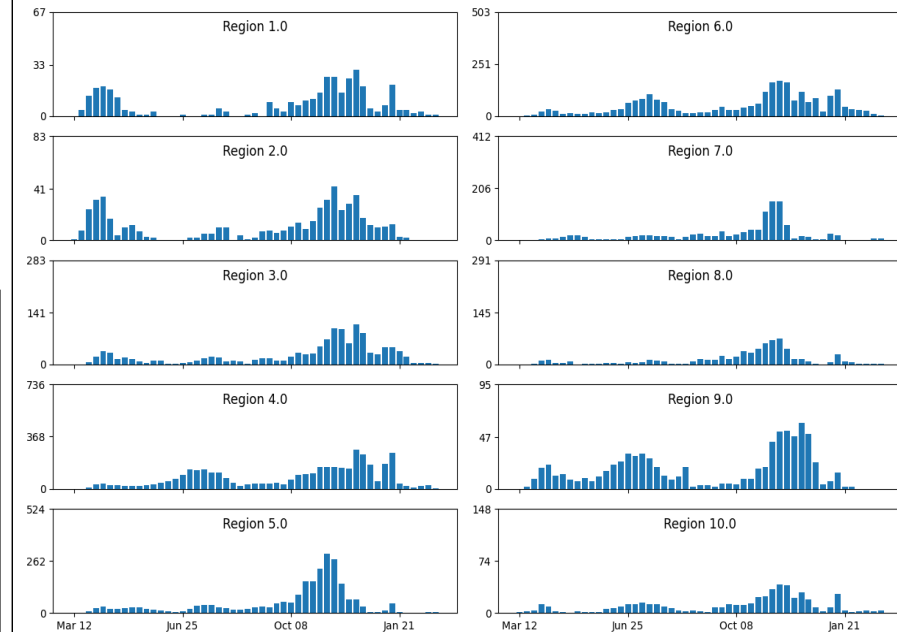 67
Region 1.0
33
0
503
Region 6.0
251
0
83
Region 2.0
41
0
412
Region 7.0
206
0
283
Region 3.0
141
0
291
Region 8.0
145
0
736
Region 4.0
368
0
95
Region 9.0
47
0
524
Region 5.0
262
0
148
Region 10.0
74
0
Mar 12 Jun 25 Oct 08 Jan 21
Mar 12 Jun 25 Oct 08 Jan 21